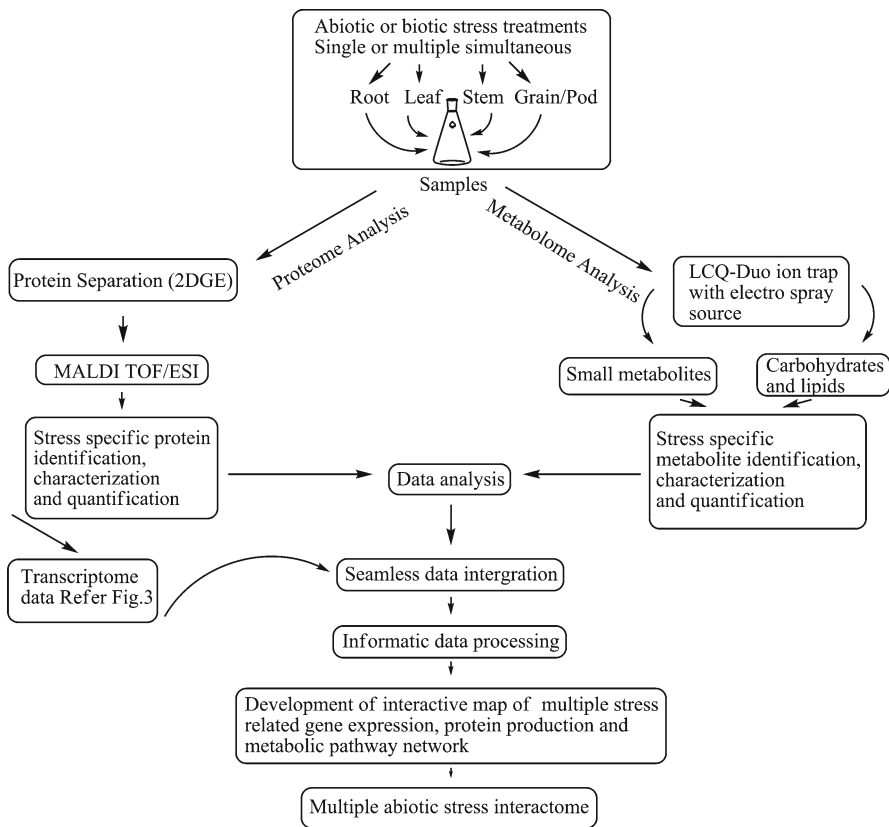 Abiotic or biotic stress treatments
Single or multiple simultaneous
Root Leaf Stem Grain/Pod
Samples
Proteome Analysis
Metabolome Analysis
Protein Separation (2DGE)
LCQ-Duo ion trap
with electro spray
source
MALDI TOF/ESI
Small metabolites
Carbohydrates
and lipids
Stress specific protein
identification,
characterization
and quantification
Stress specific
metabolite identification,
characterization
and quantification
Data analysis
Transcriptome
data Refer Fig.3
Seamless data intergration
Informatic data processing
Development of interactive map of multiple stress
related gene expression, protein production and
metabolic pathway network
Multiple abiotic stress interactome